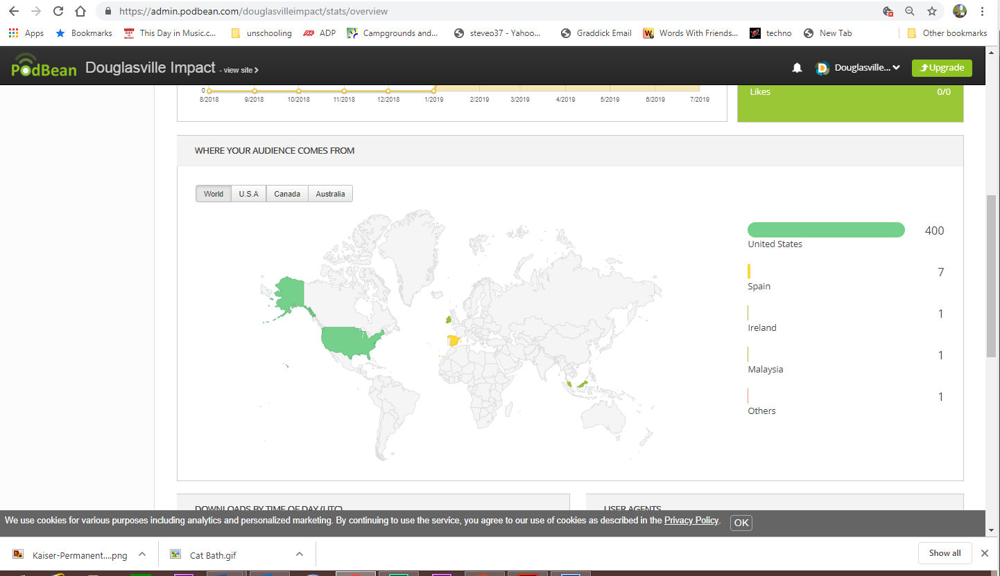 https://admin.podbean.com/douglasvilleimpact/stats/overview
Apps Bookmarks This Day in Music.c... unschooling ADP Campgrounds and... steveo37 - Yahoo... Graddick Email Words With Friends... techno New Tab Other bookmarks
PodBean Douglasville Impact - view site Douglasville... Upgrade
0
8/2018 9/2018 10/2018 11/2018 12/2018 1/2019 2/2019 3/2019 4/2019 5/2019 6/2019 7/2019
Likes 0/0
WHERE YOUR AUDIENCE COMES FROM
World U.S.A Canada Australia
400
United States
7
Spain
1
Ireland
1
Malaysia
1
Others
DOWNLOADS BY TIME OF DAY (UTC) USER AGENTS
We use cookies for various purposes including analytics and personalized marketing. By continuing to use the service, you agree to our use of cookies as described in the Privacy Policy. OK
Kaiser-Permanent....png Cat Bath.gif Show all